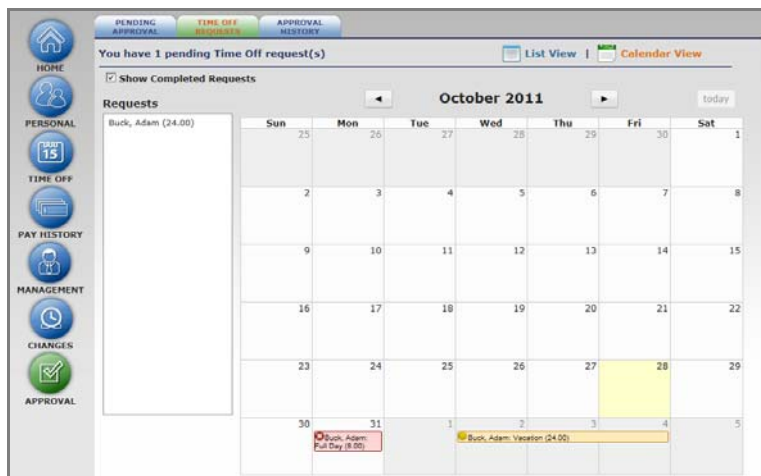 PENDING APPROVAL
TIME OFF REQUESTS
APPROVAL HISTORY
You have 1 pending Time Off request(s)
List View | Calendar View
Show Completed Requests
Requests
October 2011
today
Buck, Adam (24.00)
Sun Mon Tue Wed Thu Fri Sat
25 26 27 28 29 30 1
2 3 4 5 6 7 8
9 10 11 12 13 14 15
16 17 18 19 20 21 22
23 24 25 26 27 28 29
30 31 1 2 3 4 5
Buck, Adam:
Full Day (8.00)
Buck, Adam: Vacation (24.00)
HOME
PERSONAL
15
TIME OFF
PAY HISTORY
MANAGEMENT
CHANGES
APPROVAL